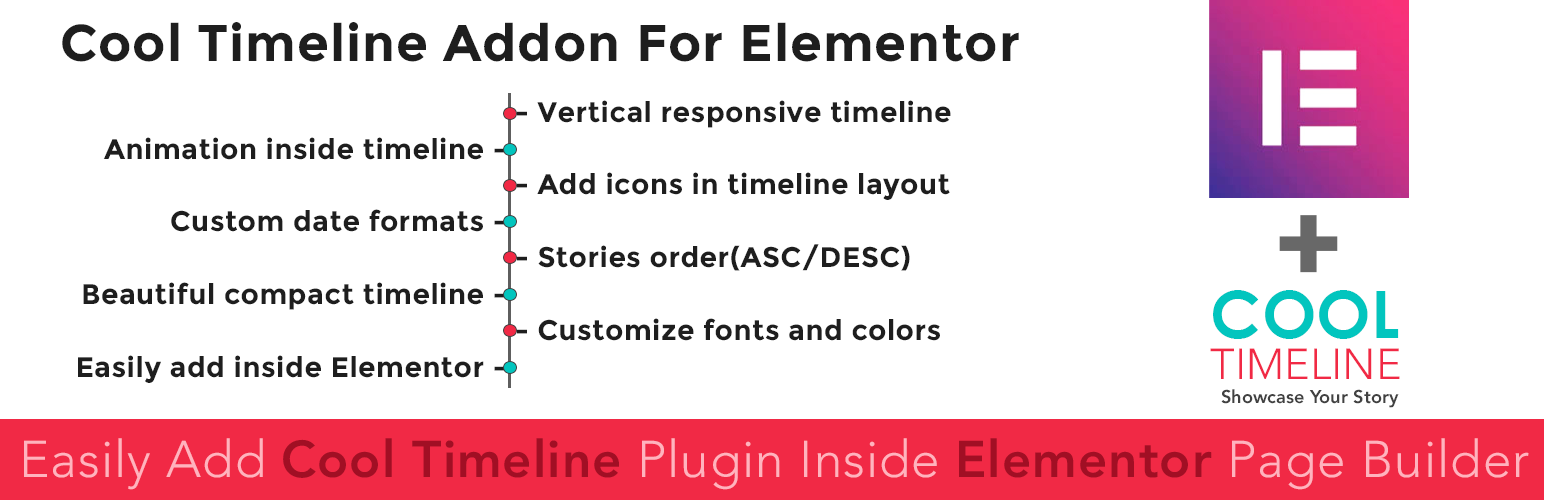 Cool Timeline Addon For Elementor
Vertical responsive timeline
Animation inside timeline
Add icons in timeline layout
Custom date formats
Stories order(ASC/DESC)
Beautiful compact timeline
Customize fonts and colors
Easily add inside Elementor
COOL
TIMELINE
Showcase Your Story
Easily Add Cool Timeline Plugin Inside Elementor Page Builder